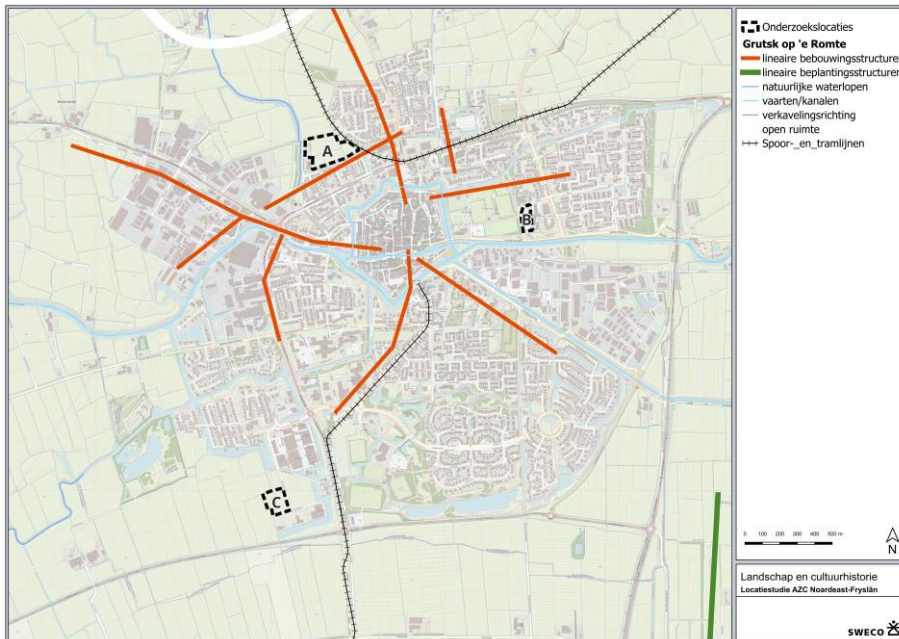 A
B
C
Onderzoekslocaties
Grutsk op 'e Romte
lineaire bebouwingsstructuren
lineaire beplantingsstructuren
natuurlijke waterlopen
vaarten/kanalen
verkavelingsrichting
open ruimte
Spoor-_en_tramlijnen
0 100 200 300 400 500 m
N
Landschap en cultuurhistorie
Locatiestudie AZC Noardeast-Fryslân
SWECO